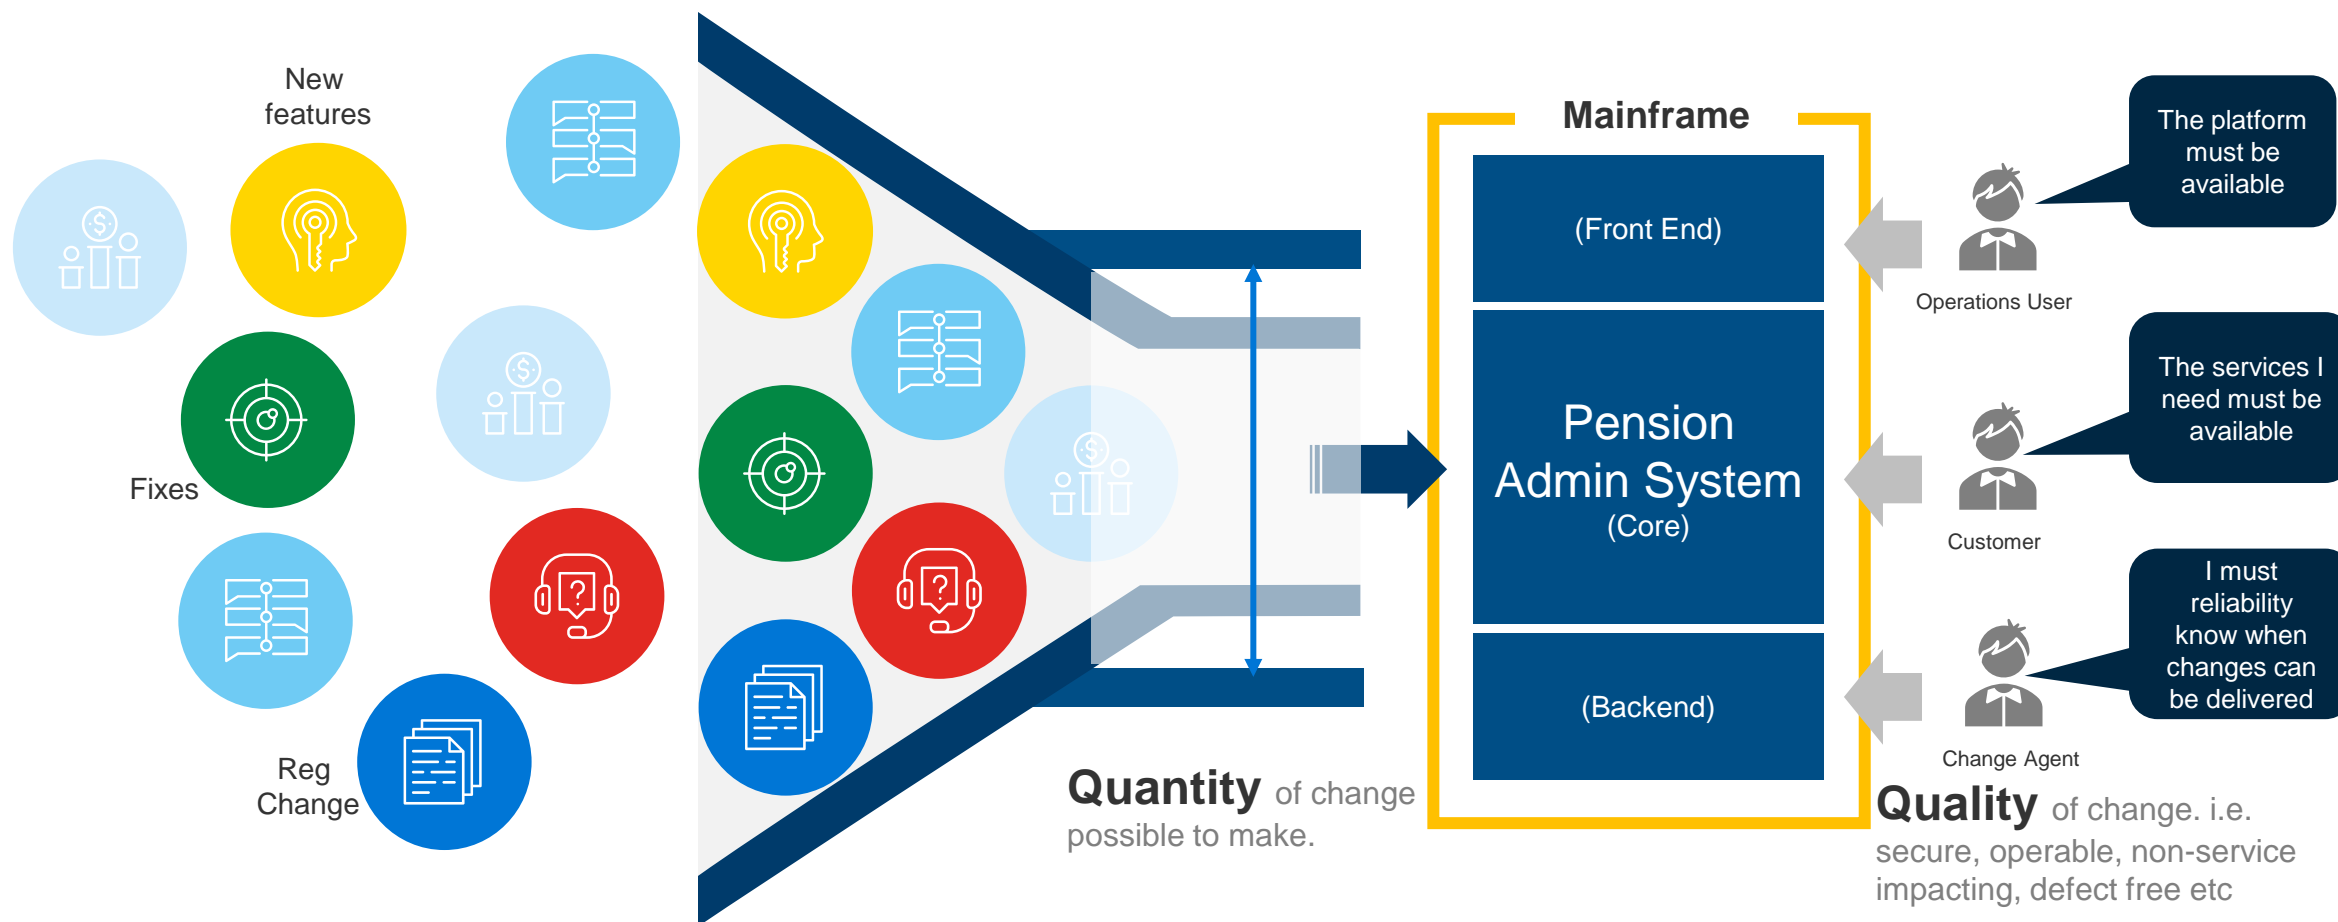 New
features
Fixes
Reg
Change
$
$
$
?
?
Quantity of change
possible to make.
Mainframe
(Front End)
Pension
Admin System
(Core)
(Backend)
The platform
must be
available
Operations User
The services I
need must be
available
Customer
I must
reliability
know when
changes can
be delivered
Change Agent
Quality of change. i.e.
secure, operable, non-service
impacting, defect free etc